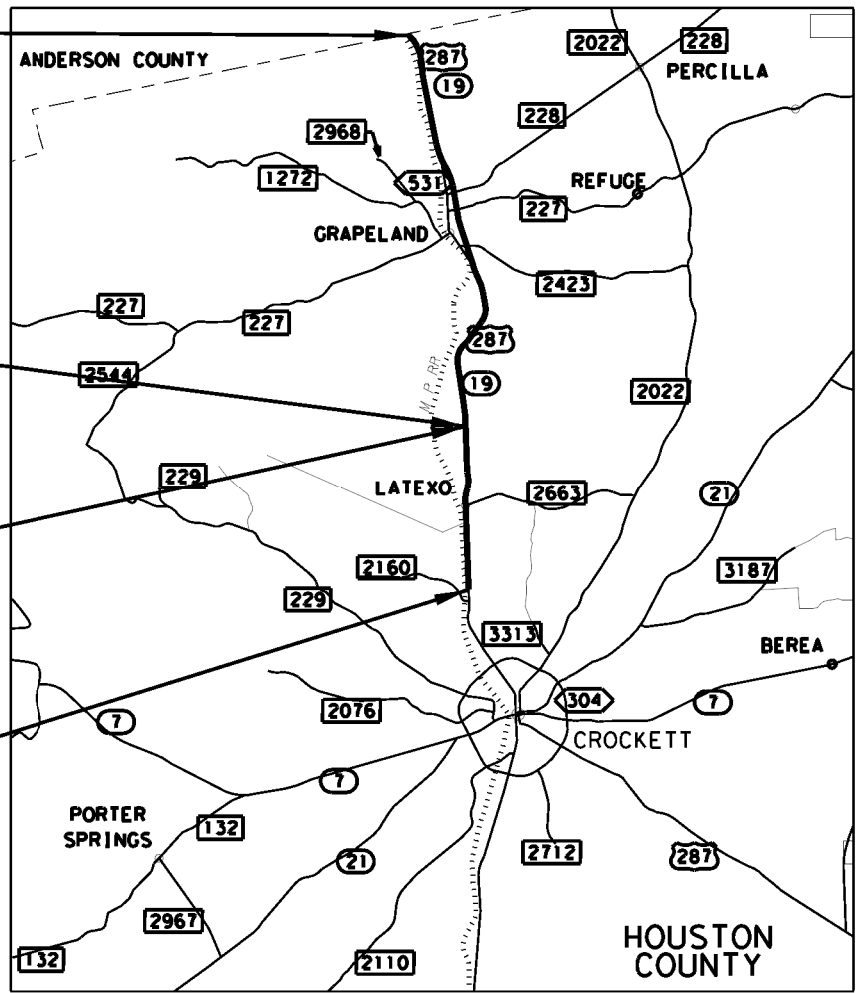 ANDERSON COUNTY
287
19
2022
228
PERCILLA
228
2968
1272
531
REFUGE
227
GRAPELAND
2423
227
227
287
2544
M.P. RR
19
2022
229
LATEXO
2663
21
2160
3187
229
3313
BEREA
304
7
2076
7
CROCKETT
7
PORTER
SPRINGS
132
21
2712
287
2967
HOUSTON
COUNTY
132
2110